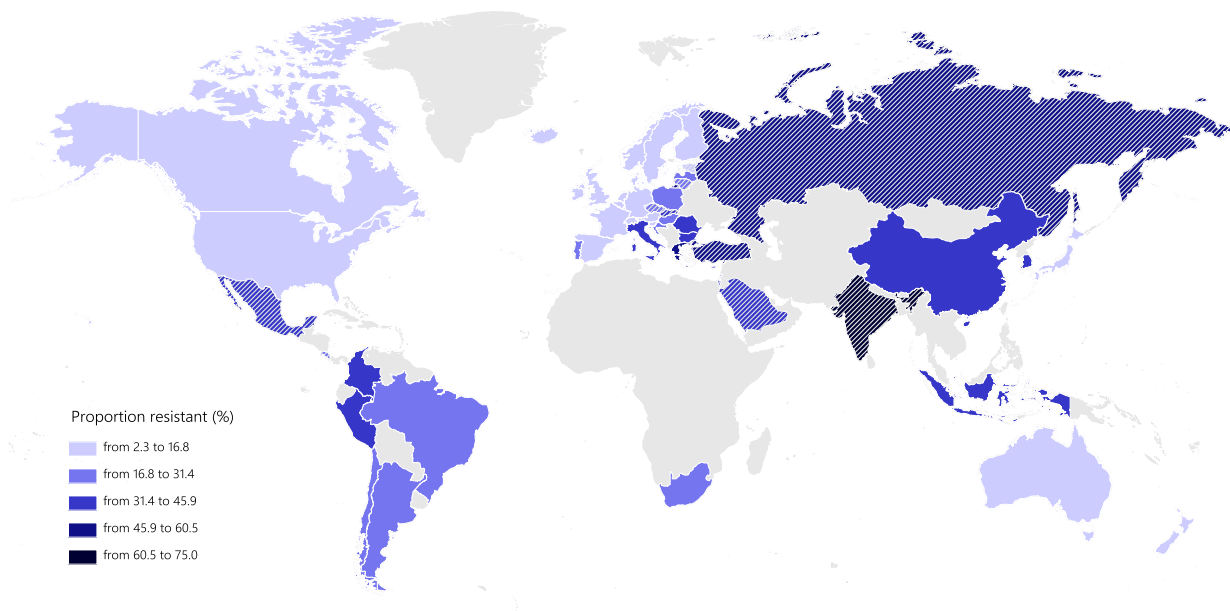 Proportion resistant (%)
from 2.3 to 16.8
from 16.8 to 31.4
from 31.4 to 45.9
from 45.9 to 60.5
from 60.5 to 75.0